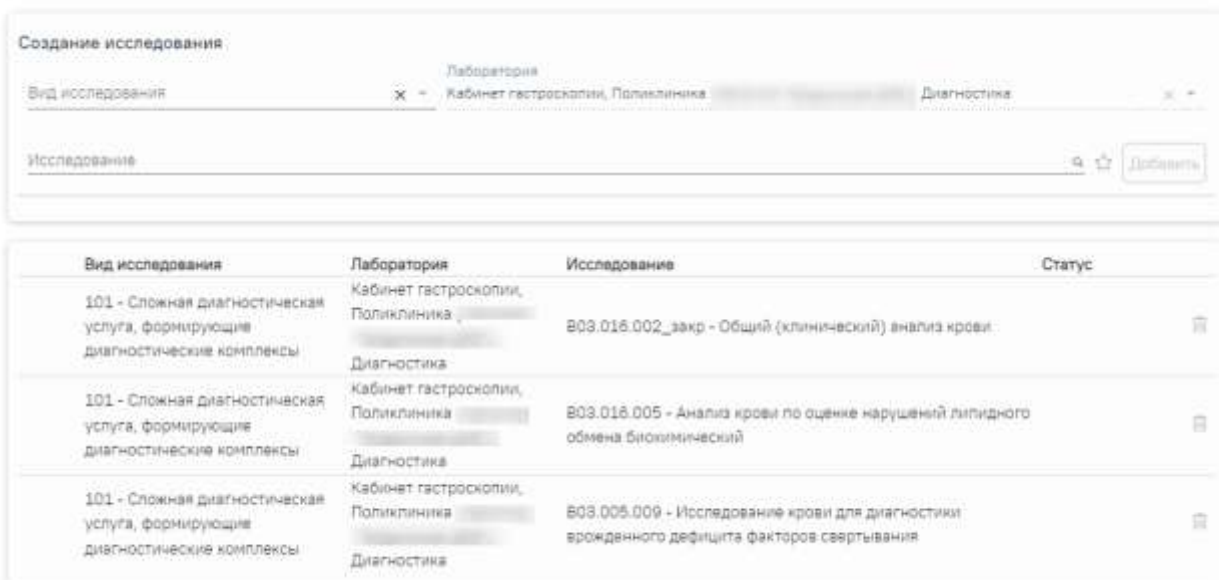 Создание исследования
Лаборатория
Вид исследования
Кабинет гастроскопии, Поликлиника
Диагностика
Исследование
Добавить
Вид исследования Лаборатория Исследование Статус
101 - Сложная диагностическая
услуга, формирующие
диагностические комплексы
Кабинет гастроскопии,
Поликлиника
Диагностика
B03.016.002_закр - Общий (клинический) анализ крови
101 - Сложная диагностическая
услуга, формирующие
диагностические комплексы
Кабинет гастроскопии,
Поликлиника
Диагностика
B03.016.005 - Анализ крови по оценке нарушений липидного
обмена биохимический
101 - Сложная диагностическая
услуга, формирующие
диагностические комплексы
Кабинет гастроскопии,
Поликлиника
Диагностика
B03.005.009 - Исследование крови для диагностики
врожденного дефицита факторов свертывания